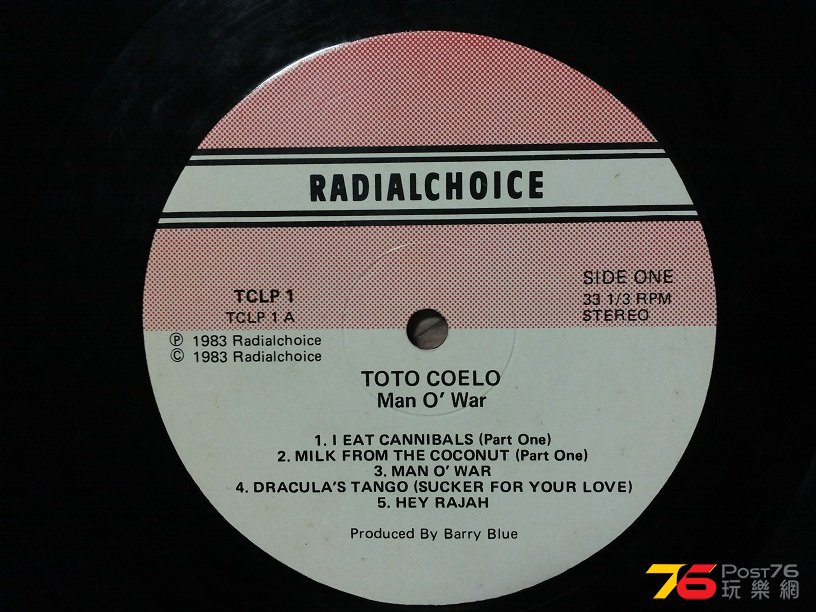 RADIALCHOICE
TCLP 1
TCLP 1 A
SIDE ONE
33 1/3 RPM
STEREO
Ⓟ 1983 Radialchoice
© 1983 Radialchoice
TOTO COELO
Man O' War
1. I EAT CANNIBALS (Part One)
2. MILK FROM THE COCONUT (Part One)
3. MAN O' WAR
4. DRACULA'S TANGO (SUCKER FOR YOUR LOVE)
5. HEY RAJAH
Produced By Barry Blue
76 POST76
玩樂網